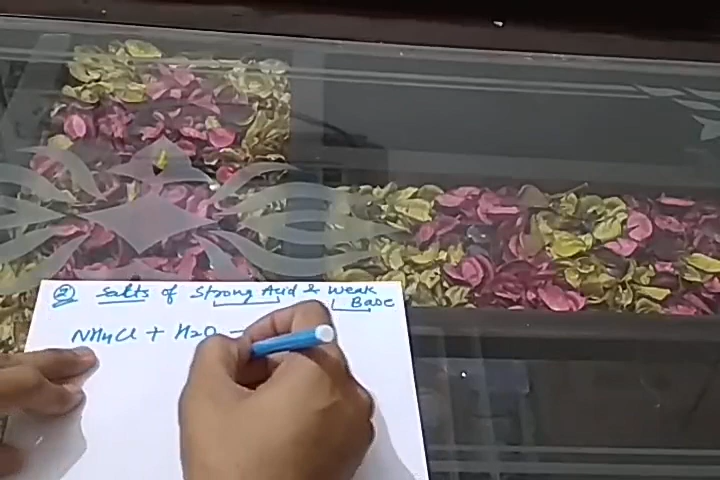 ② Salts of Strong Acid & Weak
Base
NH4Cl + H2O →